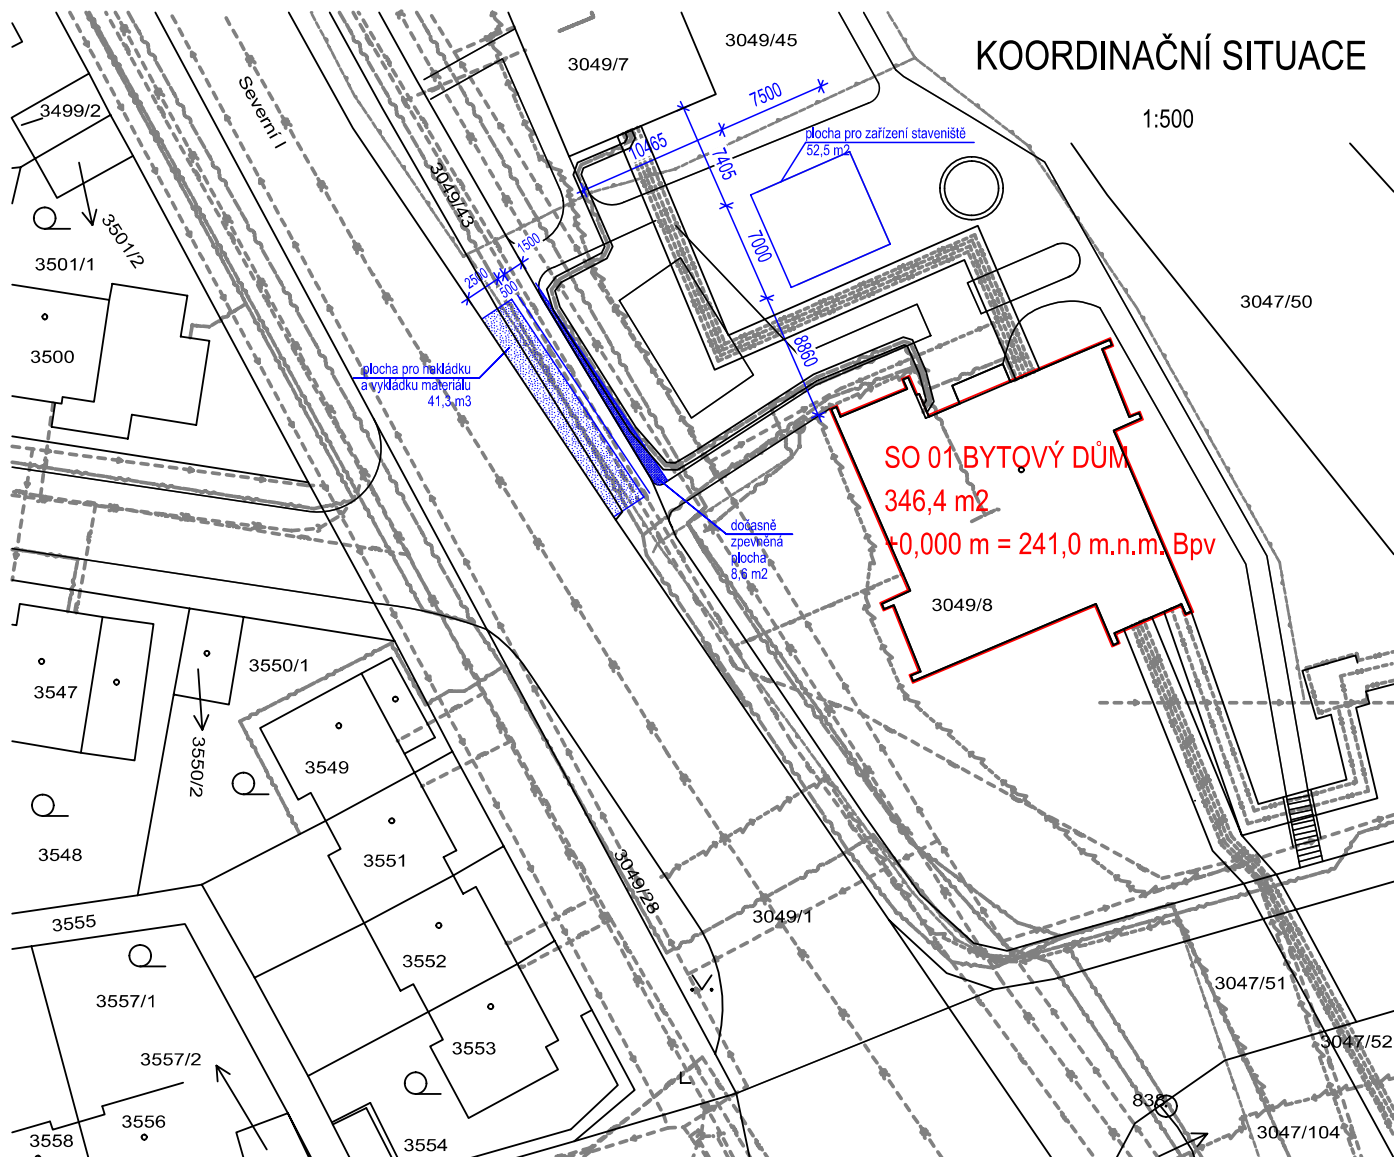 KOORDINAČNÍ SITUACE
1:500
3049/45
3049/7
7500
3499/2
Severní I
10465
7405
plocha pro zařízení staveniště
52,5 m2
3049/43
3501/2
3501/1
1500
2500
500
7000
3047/50
3500
8860
plocha pro nakládku
a vykládku materiálu
41,3 m3
SO 01 BYTOVÝ DŮM
346,4 m2
+0,000 m = 241,0 m.n.m. Bpv
dočasně
zpevněná
plocha
8,6 m2
3049/8
3550/1
3547
3550/2
3549
3548
3551
3049/28
3049/1
3555
3552
3557/1
3047/51
3553
3557/2
3047/52
838
3556
3558
3554
3047/104